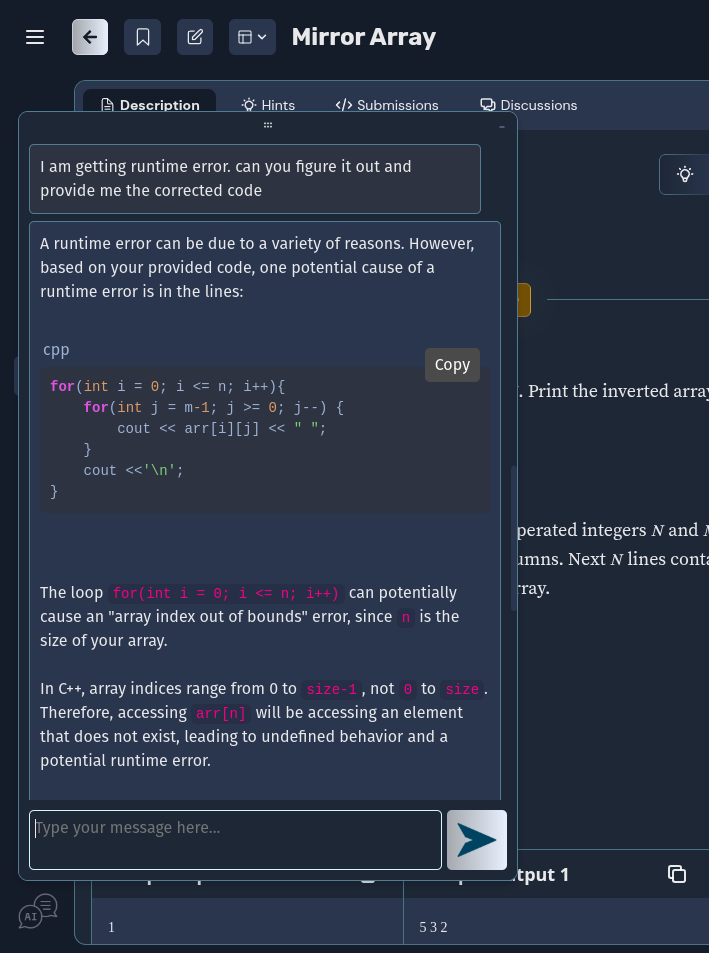 Mirror Array
Description
Hints
</> Submissions
Discussions
I am getting runtime error. can you figure it out and
provide me the corrected code
A runtime error can be due to a variety of reasons. However,
based on your provided code, one potential cause of a
runtime error is in the lines:
cpp
Copy
for(int i = 0; i <= n; i++){
    for(int j = m-1; j >= 0; j--) {
        cout << arr[i][j] << " ";
    }
    cout <<'\n';
}
The loop for(int i = 0; i <= n; i++) can potentially
cause an "array index out of bounds" error, since n is the
size of your array.
In C++, array indices range from 0 to size-1, not 0 to size.
Therefore, accessing arr[n] will be accessing an element
that does not exist, leading to undefined behavior and a
potential runtime error.
. Print the inverted array
perated integers N and
umns. Next N lines conta
rray.
Type your message here...
tput 1
AI
1
5 3 2